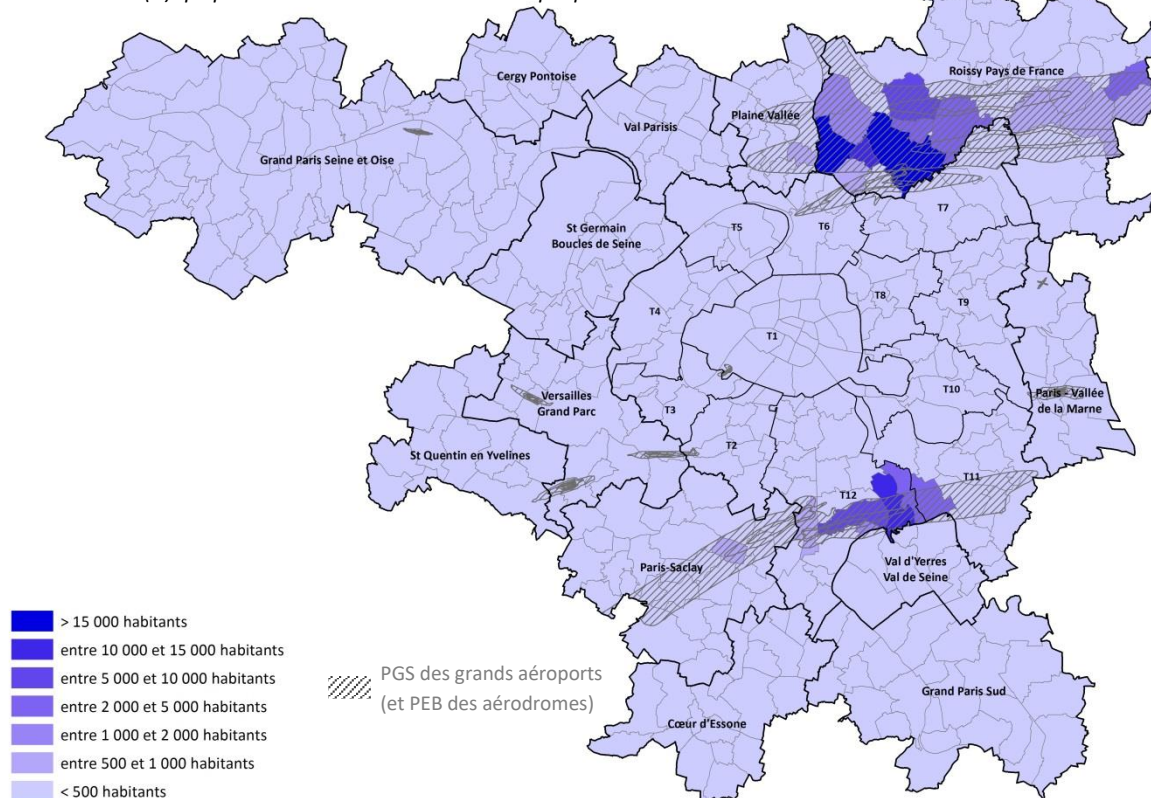 Roissy Pays de France
Cergy Pontoise
Val Parisis
Plaine Vallée
Grand Paris Seine et Oise
St Germain
Boucles de Seine
T5
T6
T7
T4
T8
T9
T1
Versailles
Grand Parc
T3
T10
Paris - Vallée
de la Marne
T2
St Quentin en Yvelines
T12
T11
Paris-Saclay
Val d'Yerres
Val de Seine
Grand Paris Sud
Cœur d'Essone
> 15 000 habitants
entre 10 000 et 15 000 habitants
entre 5 000 et 10 000 habitants
entre 2 000 et 5 000 habitants
entre 1 000 et 2 000 habitants
entre 500 et 1 000 habitants
< 500 habitants
PGS des grands aéroports
(et PEB des aérodromes)